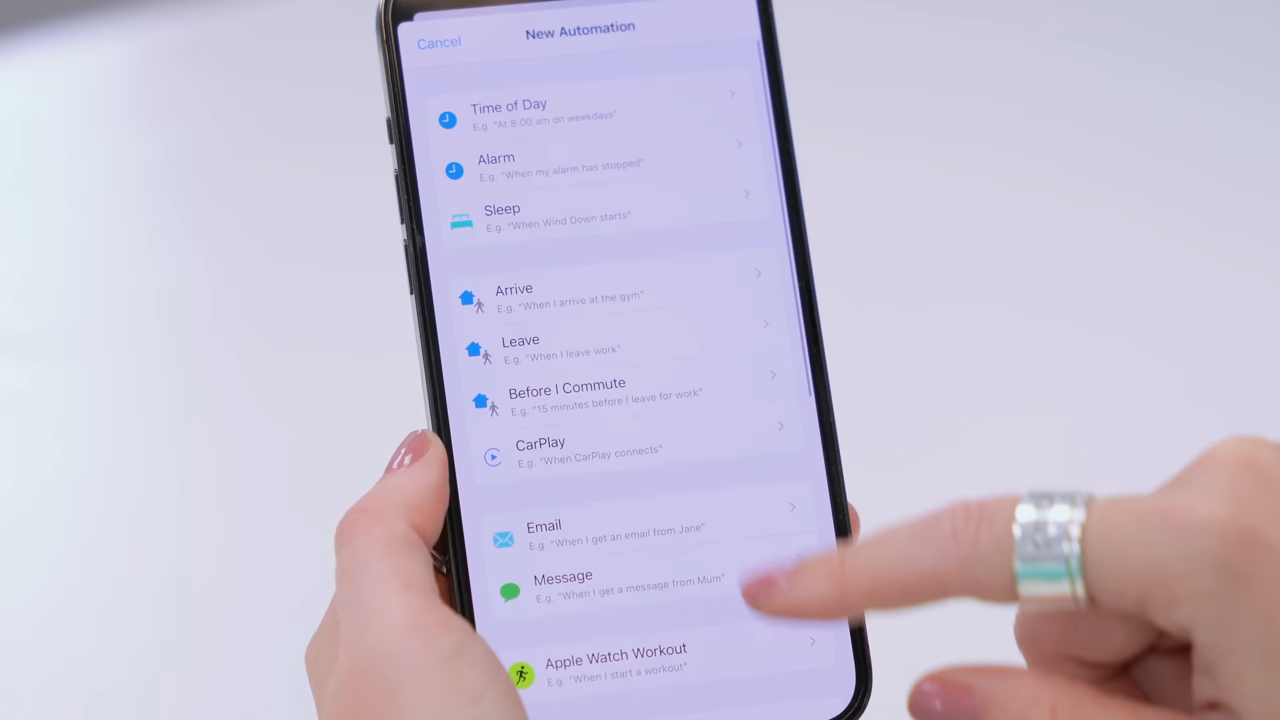 Cancel
New Automation
Time of Day
E.g. "At 8:00 am on weekdays"
Alarm
E.g. "When my alarm has stopped"
Sleep
E.g. "When Wind Down starts"
Arrive
E.g. "When I arrive at the gym"
Leave
E.g. "When I leave work"
Before I Commute
E.g. "15 minutes before I leave for work"
CarPlay
E.g. "When CarPlay connects"
Email
E.g. "When I get an email from Jane"
Message
E.g. "When I get a message from Mum"
Apple Watch Workout
E.g. "When I start a workout"